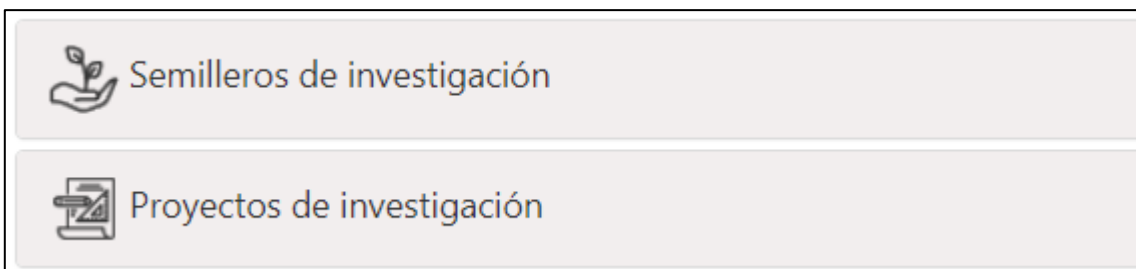 Semilleros de investigación
Proyectos de investigación